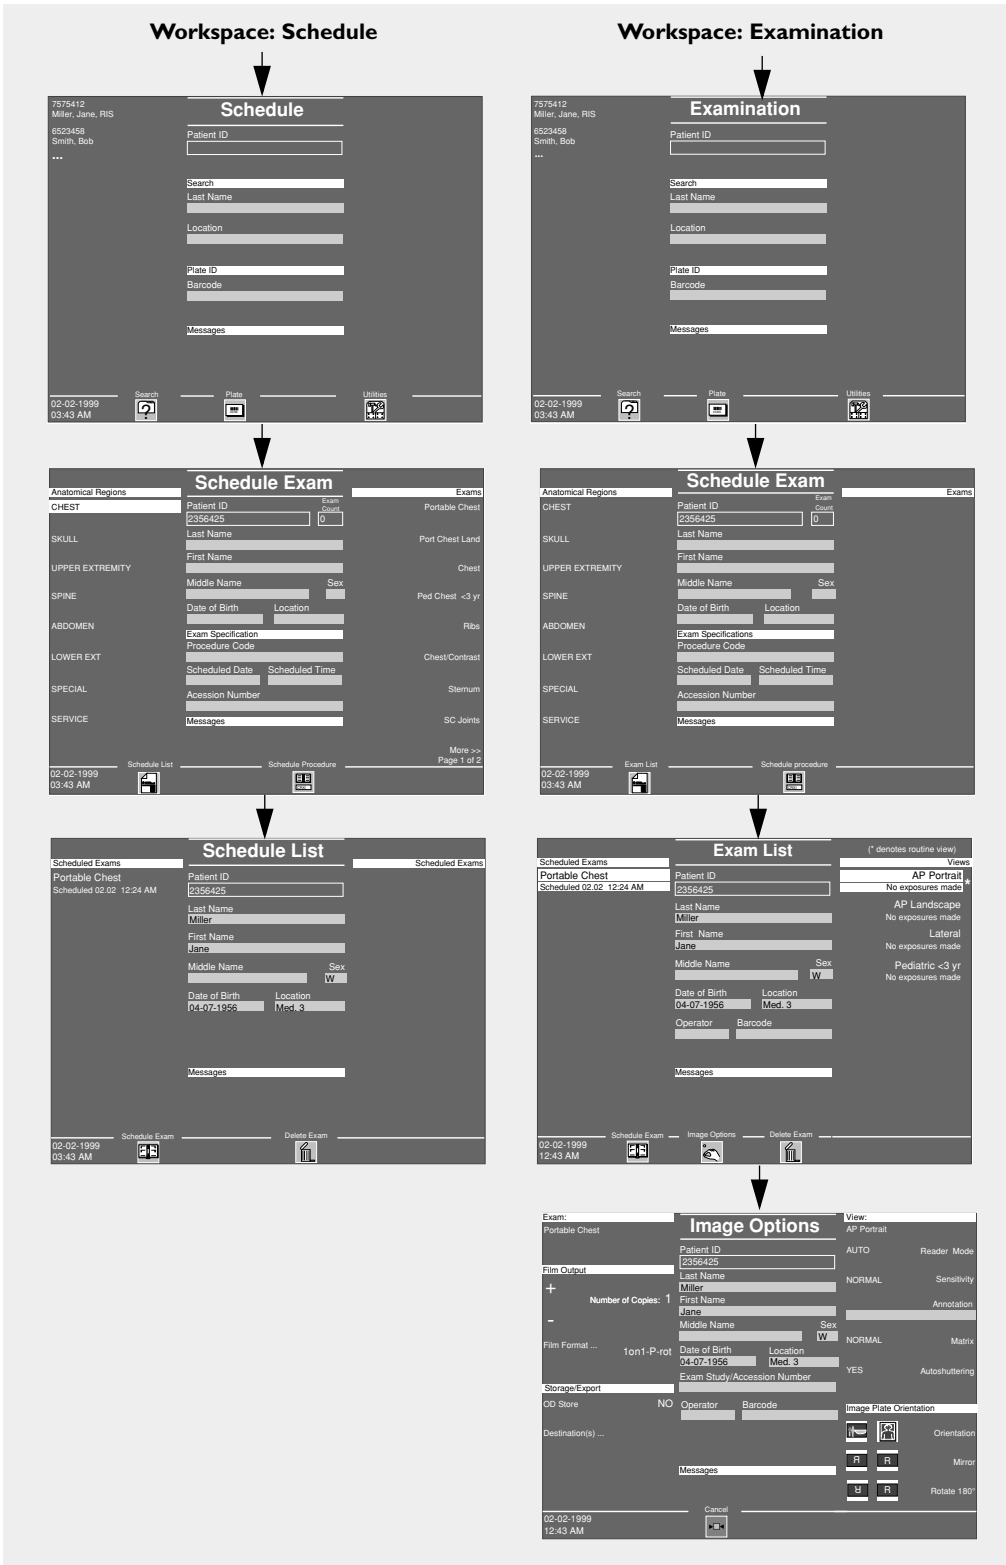 Workspace: Schedule
Workspace: Examination
7575412
Miller, Jane, RIS
6523458
Smith, Bob
...
Schedule
Patient ID
Search
Last Name
Location
Plate ID
Barcode
Messages
02-02-1999
03:43 AM
Search
Plate
Utilities
7575412
Miller, Jane, RIS
6523458
Smith, Bob
...
Examination
Patient ID
Search
Last Name
Location
Plate ID
Barcode
Messages
02-02-1999
03:43 AM
Search
Plate
Utilities
Schedule Exam
Anatomical Regions
CHEST
SKULL
UPPER EXTREMITY
SPINE
ABDOMEN
LOWER EXT
SPECIAL
SERVICE
Patient ID
Exam Count
2356425
0
Last Name
First Name
Middle Name
Sex
Date of Birth
Location
Exam Specification
Procedure Code
Scheduled Date
Scheduled Time
Acession Number
Messages
Exams
Portable Chest
Port Chest Land
Chest
Ped Chest <3 yr
Ribs
Chest/Contrast
Sternum
SC Joints
More >>
Page 1 of 2
02-02-1999
03:43 AM
Schedule List
Schedule Procedure
Schedule Exam
Anatomical Regions
CHEST
SKULL
UPPER EXTREMITY
SPINE
ABDOMEN
LOWER EXT
SPECIAL
SERVICE
Patient ID
Exam Count
2356425
0
Last Name
First Name
Middle Name
Sex
Date of Birth
Location
Exam Specifications
Procedure Code
Scheduled Date
Scheduled Time
Accession Number
Messages
Exams
02-02-1999
03:43 AM
Exam List
Schedule procedure
Schedule List
Scheduled Exams
Portable Chest
Scheduled 02.02 12:24 AM
Patient ID
2356425
Last Name
Miller
First Name
Jane
Middle Name
Sex
W
Date of Birth
Location
04-07-1956
Med. 3
Messages
Scheduled Exams
02-02-1999
03:43 AM
Schedule Exam
Delete Exam
Exam List
(* denotes routine view)
Scheduled Exams
Portable Chest
Scheduled 02.02 12:24 AM
Patient ID
2356425
Last Name
Miller
First Name
Jane
Middle Name
Sex
W
Date of Birth
Location
04-07-1956
Med. 3
Operator
Barcode
Messages
Views
AP Portrait
No exposures made
*
AP Landscape
No exposures made
Lateral
No exposures made
Pediatric <3 yr
No exposures made
02-02-1999
12:43 AM
Schedule Exam
Image Options
Delete Exam
Image Options
Exam:
Portable Chest
Film Output
+
Number of Copies: 1
-
Film Format ...
1on1-P-rot
Storage/Export
OD Store
NO
Destination(s) ...
Patient ID
2356425
Last Name
Miller
First Name
Jane
Middle Name
Sex
W
Date of Birth
Location
04-07-1956
Med. 3
Exam Study/Accession Number
Operator
Barcode
Messages
View:
AP Portrait
AUTO
Reader Mode
NORMAL
Sensitivity
Annotation
NORMAL
Matrix
YES
Autoshuttering
Image Plate Orientation
Orientation
R
R
Mirror
R
R
Rotate 180°
02-02-1999
12:43 AM
Cancel